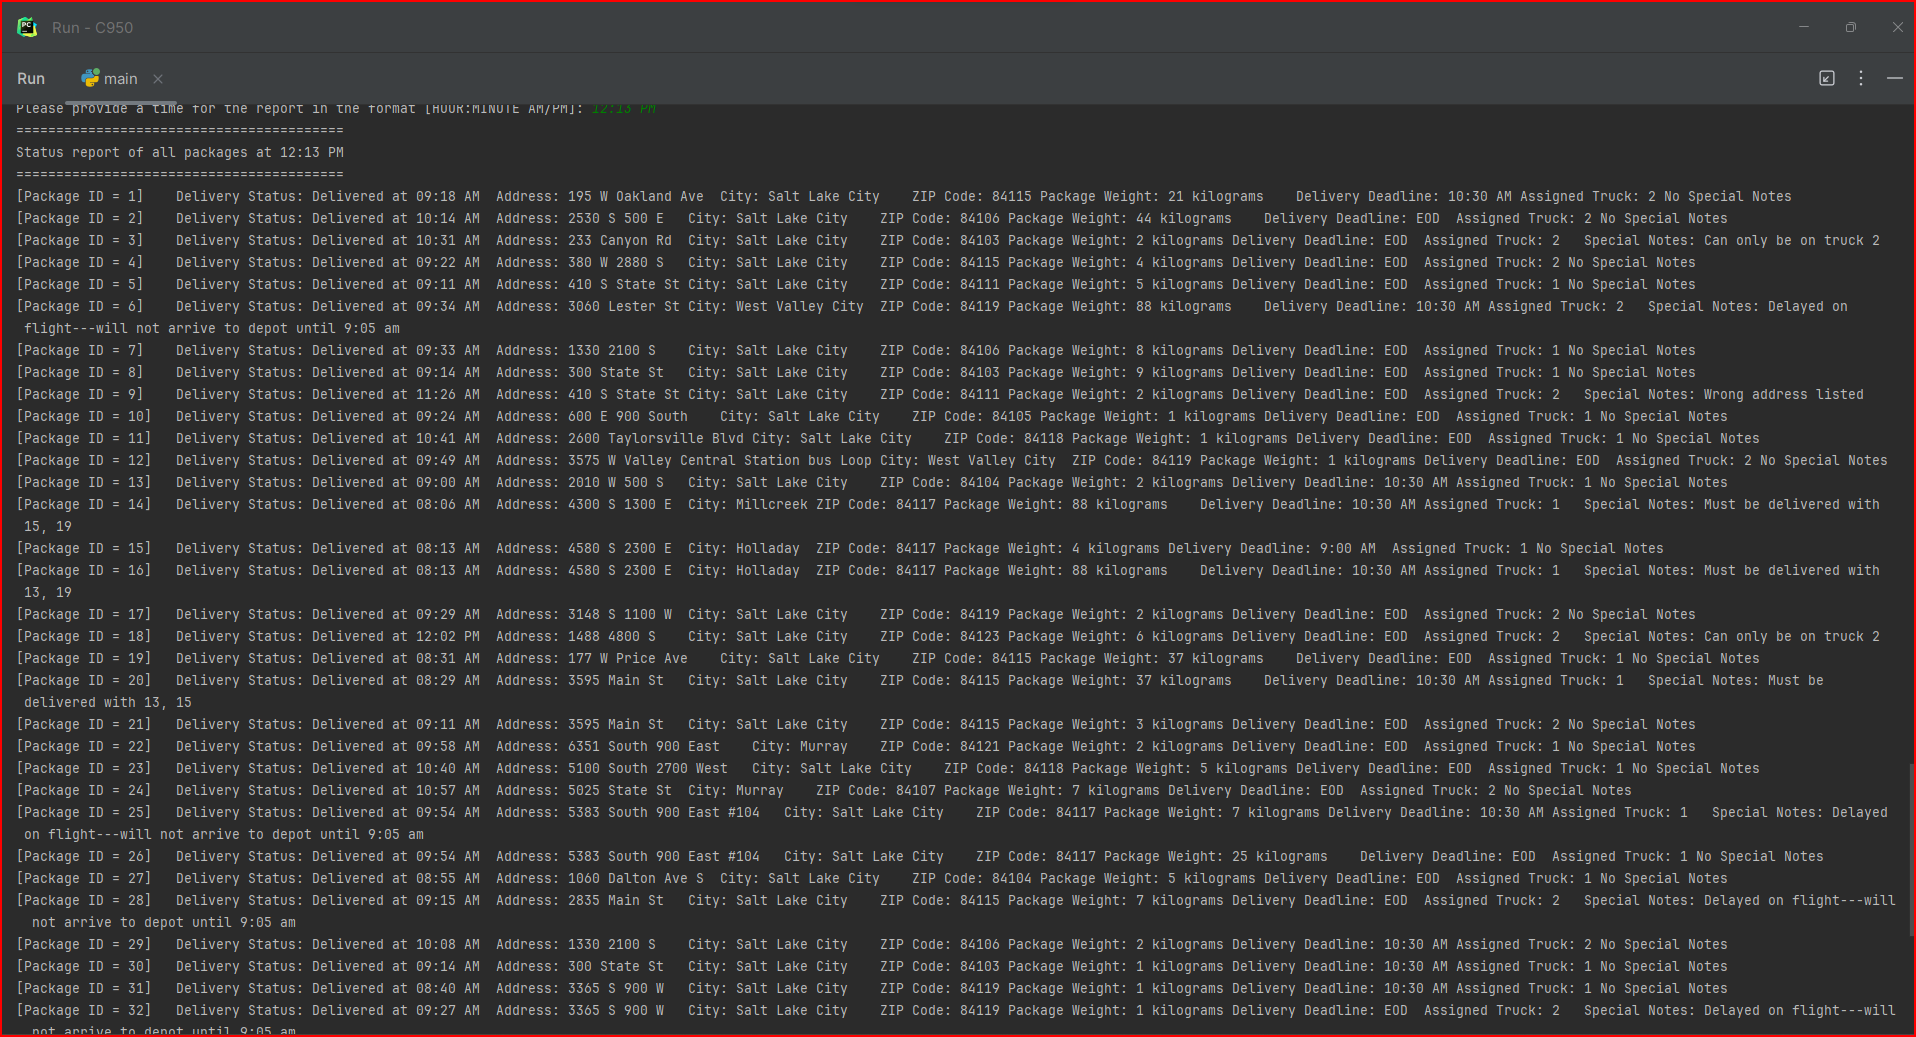 Run - C950
Run main
Please provide a time for the report in the format [HOUR:MINUTE AM/PM]: 12:13 PM
=========================================
Status report of all packages at 12:13 PM
=========================================
[Package ID = 1]    Delivery Status: Delivered at 09:18 AM  Address: 195 W Oakland Ave  City: Salt Lake City    ZIP Code: 84115 Package Weight: 21 kilograms    Delivery Deadline: 10:30 AM Assigned Truck: 2 No Special Notes
[Package ID = 2]    Delivery Status: Delivered at 10:14 AM  Address: 2530 S 500 E   City: Salt Lake City    ZIP Code: 84106 Package Weight: 44 kilograms    Delivery Deadline: EOD  Assigned Truck: 2 No Special Notes
[Package ID = 3]    Delivery Status: Delivered at 10:31 AM  Address: 233 Canyon Rd  City: Salt Lake City    ZIP Code: 84103 Package Weight: 2 kilograms Delivery Deadline: EOD  Assigned Truck: 2   Special Notes: Can only be on truck 2
[Package ID = 4]    Delivery Status: Delivered at 09:22 AM  Address: 380 W 2880 S   City: Salt Lake City    ZIP Code: 84115 Package Weight: 4 kilograms Delivery Deadline: EOD  Assigned Truck: 2 No Special Notes
[Package ID = 5]    Delivery Status: Delivered at 09:11 AM  Address: 410 S State St City: Salt Lake City    ZIP Code: 84111 Package Weight: 5 kilograms Delivery Deadline: EOD  Assigned Truck: 1 No Special Notes
[Package ID = 6]    Delivery Status: Delivered at 09:34 AM  Address: 3060 Lester St City: West Valley City  ZIP Code: 84119 Package Weight: 88 kilograms    Delivery Deadline: 10:30 AM Assigned Truck: 2   Special Notes: Delayed on
flight---will not arrive to depot until 9:05 am
[Package ID = 7]    Delivery Status: Delivered at 09:33 AM  Address: 1330 2100 S    City: Salt Lake City    ZIP Code: 84106 Package Weight: 8 kilograms Delivery Deadline: EOD  Assigned Truck: 1 No Special Notes
[Package ID = 8]    Delivery Status: Delivered at 09:14 AM  Address: 300 State St   City: Salt Lake City    ZIP Code: 84103 Package Weight: 9 kilograms Delivery Deadline: EOD  Assigned Truck: 1 No Special Notes
[Package ID = 9]    Delivery Status: Delivered at 11:26 AM  Address: 410 S State St City: Salt Lake City    ZIP Code: 84111 Package Weight: 2 kilograms Delivery Deadline: EOD  Assigned Truck: 2   Special Notes: Wrong address listed
[Package ID = 10]   Delivery Status: Delivered at 09:24 AM  Address: 600 E 900 South    City: Salt Lake City    ZIP Code: 84105 Package Weight: 1 kilograms Delivery Deadline: EOD  Assigned Truck: 1 No Special Notes
[Package ID = 11]   Delivery Status: Delivered at 10:41 AM  Address: 2600 Taylorsville Blvd City: Salt Lake City    ZIP Code: 84118 Package Weight: 1 kilograms Delivery Deadline: EOD  Assigned Truck: 1 No Special Notes
[Package ID = 12]   Delivery Status: Delivered at 09:49 AM  Address: 3575 W Valley Central Station bus Loop City: West Valley City  ZIP Code: 84119 Package Weight: 1 kilograms Delivery Deadline: EOD  Assigned Truck: 2 No Special Notes
[Package ID = 13]   Delivery Status: Delivered at 09:00 AM  Address: 2010 W 500 S   City: Salt Lake City    ZIP Code: 84104 Package Weight: 2 kilograms Delivery Deadline: 10:30 AM Assigned Truck: 1 No Special Notes
[Package ID = 14]   Delivery Status: Delivered at 08:06 AM  Address: 4300 S 1300 E  City: Millcreek ZIP Code: 84117 Package Weight: 88 kilograms    Delivery Deadline: 10:30 AM Assigned Truck: 1   Special Notes: Must be delivered with
15, 19
[Package ID = 15]   Delivery Status: Delivered at 08:13 AM  Address: 4580 S 2300 E  City: Holladay  ZIP Code: 84117 Package Weight: 4 kilograms Delivery Deadline: 9:00 AM  Assigned Truck: 1 No Special Notes
[Package ID = 16]   Delivery Status: Delivered at 08:13 AM  Address: 4580 S 2300 E  City: Holladay  ZIP Code: 84117 Package Weight: 88 kilograms    Delivery Deadline: 10:30 AM Assigned Truck: 1   Special Notes: Must be delivered with
13, 19
[Package ID = 17]   Delivery Status: Delivered at 09:29 AM  Address: 3148 S 1100 W  City: Salt Lake City    ZIP Code: 84119 Package Weight: 2 kilograms Delivery Deadline: EOD  Assigned Truck: 2 No Special Notes
[Package ID = 18]   Delivery Status: Delivered at 12:02 PM  Address: 1488 4800 S    City: Salt Lake City    ZIP Code: 84123 Package Weight: 6 kilograms Delivery Deadline: EOD  Assigned Truck: 2   Special Notes: Can only be on truck 2
[Package ID = 19]   Delivery Status: Delivered at 08:31 AM  Address: 177 W Price Ave    City: Salt Lake City    ZIP Code: 84115 Package Weight: 37 kilograms    Delivery Deadline: EOD  Assigned Truck: 1 No Special Notes
[Package ID = 20]   Delivery Status: Delivered at 08:29 AM  Address: 3595 Main St   City: Salt Lake City    ZIP Code: 84115 Package Weight: 37 kilograms    Delivery Deadline: 10:30 AM Assigned Truck: 1   Special Notes: Must be
delivered with 13, 15
[Package ID = 21]   Delivery Status: Delivered at 09:11 AM  Address: 3595 Main St   City: Salt Lake City    ZIP Code: 84115 Package Weight: 3 kilograms Delivery Deadline: EOD  Assigned Truck: 2 No Special Notes
[Package ID = 22]   Delivery Status: Delivered at 09:58 AM  Address: 6351 South 900 East    City: Murray    ZIP Code: 84121 Package Weight: 2 kilograms Delivery Deadline: EOD  Assigned Truck: 1 No Special Notes
[Package ID = 23]   Delivery Status: Delivered at 10:40 AM  Address: 5100 South 2700 West   City: Salt Lake City    ZIP Code: 84118 Package Weight: 5 kilograms Delivery Deadline: EOD  Assigned Truck: 1 No Special Notes
[Package ID = 24]   Delivery Status: Delivered at 10:57 AM  Address: 5025 State St  City: Murray    ZIP Code: 84107 Package Weight: 7 kilograms Delivery Deadline: EOD  Assigned Truck: 2 No Special Notes
[Package ID = 25]   Delivery Status: Delivered at 09:54 AM  Address: 5383 South 900 East #104   City: Salt Lake City    ZIP Code: 84117 Package Weight: 7 kilograms Delivery Deadline: 10:30 AM Assigned Truck: 1   Special Notes: Delayed
on flight---will not arrive to depot until 9:05 am
[Package ID = 26]   Delivery Status: Delivered at 09:54 AM  Address: 5383 South 900 East #104   City: Salt Lake City    ZIP Code: 84117 Package Weight: 25 kilograms    Delivery Deadline: EOD  Assigned Truck: 1 No Special Notes
[Package ID = 27]   Delivery Status: Delivered at 08:55 AM  Address: 1060 Dalton Ave S  City: Salt Lake City    ZIP Code: 84104 Package Weight: 5 kilograms Delivery Deadline: EOD  Assigned Truck: 1 No Special Notes
[Package ID = 28]   Delivery Status: Delivered at 09:15 AM  Address: 2835 Main St   City: Salt Lake City    ZIP Code: 84115 Package Weight: 7 kilograms Delivery Deadline: EOD  Assigned Truck: 2   Special Notes: Delayed on flight---will
not arrive to depot until 9:05 am
[Package ID = 29]   Delivery Status: Delivered at 10:08 AM  Address: 1330 2100 S    City: Salt Lake City    ZIP Code: 84106 Package Weight: 2 kilograms Delivery Deadline: 10:30 AM Assigned Truck: 2 No Special Notes
[Package ID = 30]   Delivery Status: Delivered at 09:14 AM  Address: 300 State St   City: Salt Lake City    ZIP Code: 84103 Package Weight: 1 kilograms Delivery Deadline: 10:30 AM Assigned Truck: 1 No Special Notes
[Package ID = 31]   Delivery Status: Delivered at 08:40 AM  Address: 3365 S 900 W   City: Salt Lake City    ZIP Code: 84119 Package Weight: 1 kilograms Delivery Deadline: 10:30 AM Assigned Truck: 1 No Special Notes
[Package ID = 32]   Delivery Status: Delivered at 09:27 AM  Address: 3365 S 900 W   City: Salt Lake City    ZIP Code: 84119 Package Weight: 1 kilograms Delivery Deadline: EOD  Assigned Truck: 2   Special Notes: Delayed on flight---will
not arrive to depot until 9:05 am